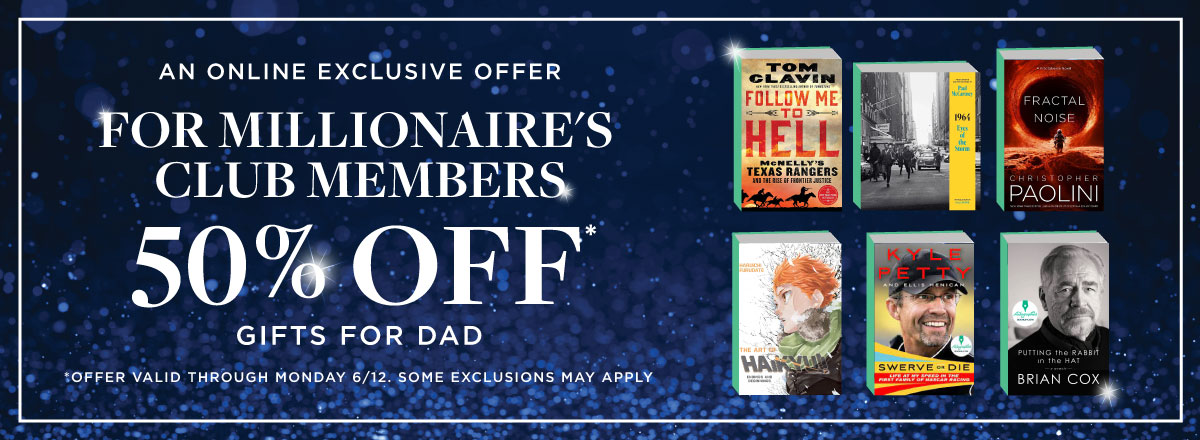 AN ONLINE EXCLUSIVE OFFER
FOR MILLIONAIRE'S
CLUB MEMBERS
50% OFF*
GIFTS FOR DAD
*OFFER VALID THROUGH MONDAY 6/12. SOME EXCLUSIONS MAY APPLY
TOM
CLAVIN
FOLLOW ME
TO
HELL
MCNELLY'S
TEXAS RANGERS
AND THE RISE OF FRONTIER JUSTICE
Paul
McCartney
1964
Eyes
of the
Storm
FRACTAL
NOISE
CHRISTOPHER
PAOLINI
HARUICHI
FURUDATE
THE ART OF
KYLE
PETTY
AND ELLIS HENICAN
SWERVE OR DIE
LIFE AT MY SPEED IN THE
FIRST FAMILY OF NASCAR RACING
PUTTING the RABBIT
in the HAT
BRIAN COX